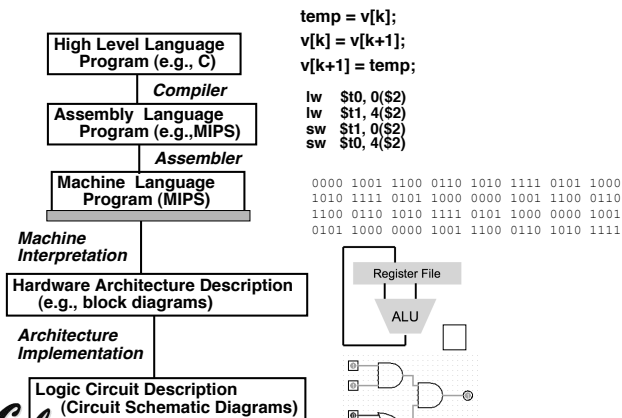 temp = v[k];
v[k] = v[k+1];
v[k+1] = temp;
High Level Language
Program (e.g., C)
Compiler
lw $t0, 0($2)
lw $t1, 4($2)
sw $t1, 0($2)
sw $t0, 4($2)
Assembly Language
Program (e.g.,MIPS)
Assembler
Machine Language
Program (MIPS)
0000 1001 1100 0110 1010 1111 0101 1000
1010 1111 0101 1000 0000 1001 1100 0110
1100 0110 1010 1111 0101 1000 0000 1001
0101 1000 0000 1001 1100 0110 1010 1111
Machine
Interpretation
Hardware Architecture Description
(e.g., block diagrams)
Register File
ALU
Architecture
Implementation
Logic Circuit Description
(Circuit Schematic Diagrams)